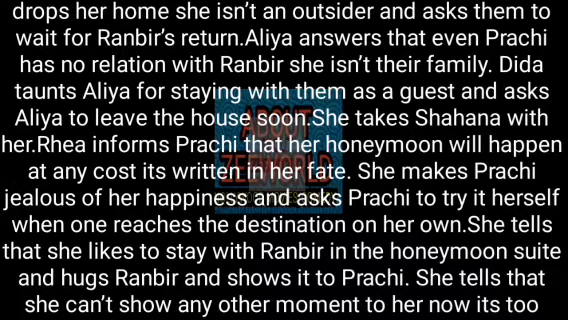 drops her home she isn’t an outsider and asks them to
wait for Ranbir’s return.Aliya answers that even Prachi
has no relation with Ranbir she isn’t their family. Dida
taunts Aliya for staying with them as a guest and asks
Aliya to leave the house soon.She takes Shahana with
her.Rhea informs Prachi that her honeymoon will happen
at any cost its written in her fate. She makes Prachi
jealous of her happiness and asks Prachi to try it herself
when one reaches the destination on her own.She tells
that she likes to stay with Ranbir in the honeymoon suite
and hugs Ranbir and shows it to Prachi. She tells that
she can’t show any other moment to her now its too
ABOUT
ZEEWORLD